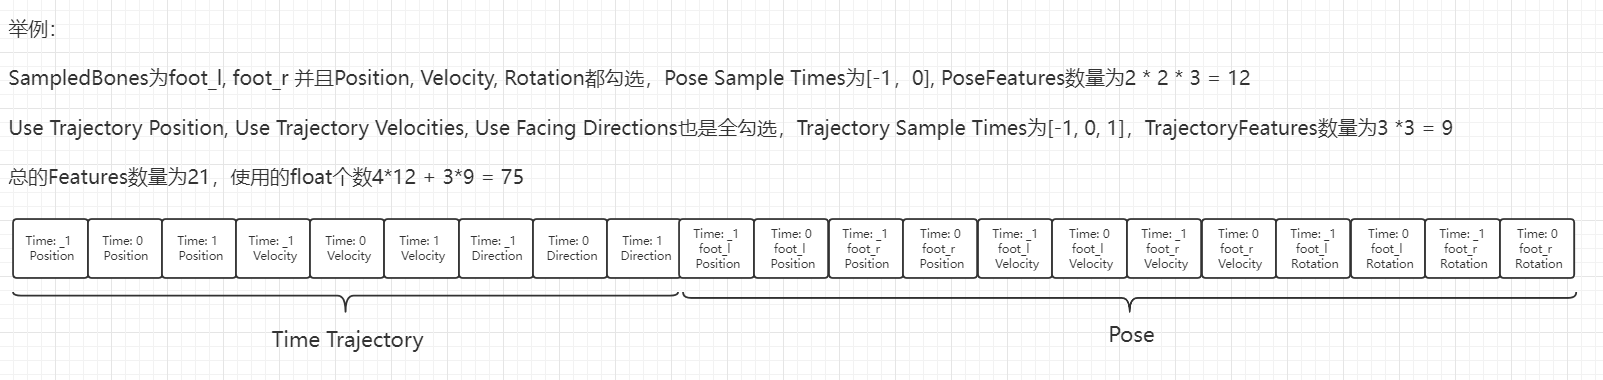 举例：
SampledBones为foot_l, foot_r 并且Position, Velocity, Rotation都勾选，Pose Sample Times为[-1，0], PoseFeatures数量为2 * 2 * 3 = 12
Use Trajectory Position, Use Trajectory Velocities, Use Facing Directions也是全勾选，Trajectory Sample Times为[-1, 0, 1]，TrajectoryFeatures数量为3 *3 = 9
总的Features数量为21，使用的float个数4*12 + 3*9 = 75
Time: _1
Position
Time: 0
Position
Time: 1
Position
Time: _1
Velocity
Time: 0
Velocity
Time: 1
Velocity
Time: _1
Direction
Time: 0
Direction
Time: 1
Direction
Time: _1
foot_l
Position
Time: 0
foot_l
Position
Time: _1
foot_r
Position
Time: 0
foot_r
Position
Time: _1
foot_l
Velocity
Time: 0
foot_l
Velocity
Time: _1
foot_r
Velocity
Time: 0
foot_r
Velocity
Time: _1
foot_l
Rotation
Time: 0
foot_l
Rotation
Time: _1
foot_r
Rotation
Time: 0
foot_r
Rotation
Time Trajectory
Pose